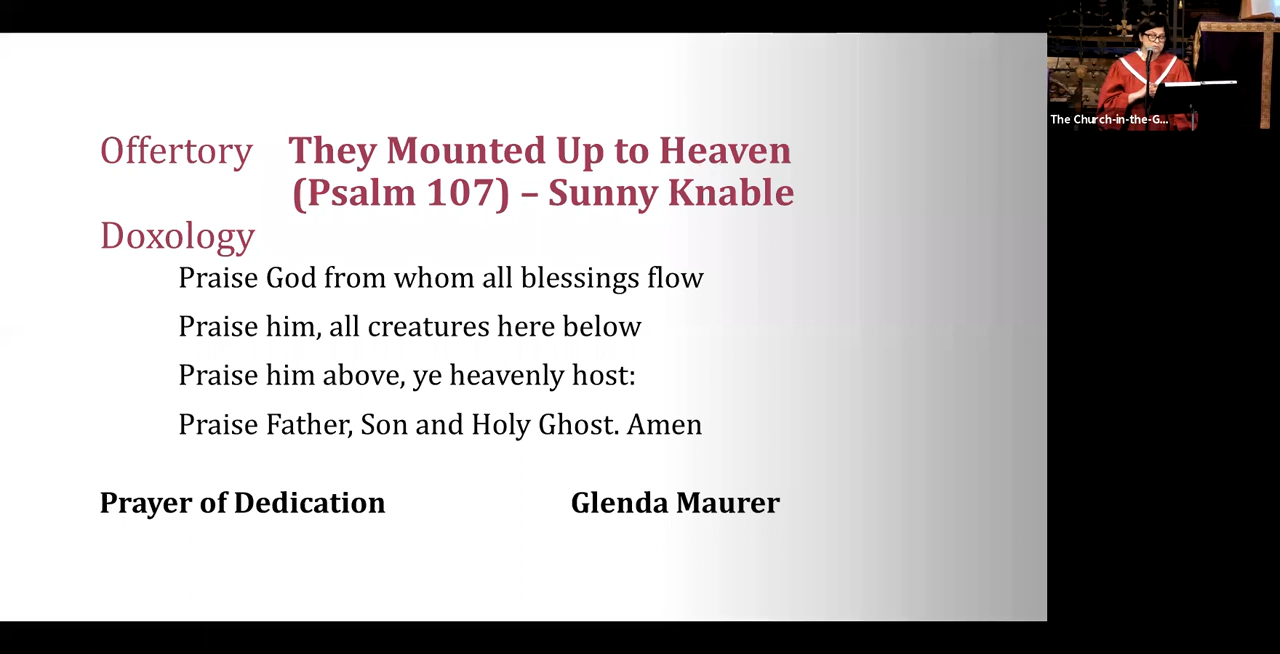 Offertory They Mounted Up to Heaven
(Psalm 107) – Sunny Knable
Doxology
Praise God from whom all blessings flow
Praise him, all creatures here below
Praise him above, ye heavenly host:
Praise Father, Son and Holy Ghost. Amen
Prayer of Dedication Glenda Maurer
The Church-in-the-G...